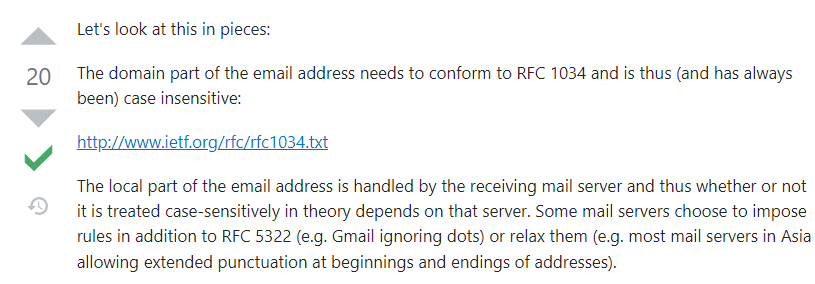 Let's look at this in pieces:
20
The domain part of the email address needs to conform to RFC 1034 and is thus (and has always
been) case insensitive:
http://www.ietf.org/rfc/rfc1034.txt
The local part of the email address is handled by the receiving mail server and thus whether or not
it is treated case-sensitively in theory depends on that server. Some mail servers choose to impose
rules in addition to RFC 5322 (e.g. Gmail ignoring dots) or relax them (e.g. most mail servers in Asia
allowing extended punctuation at beginnings and endings of addresses).